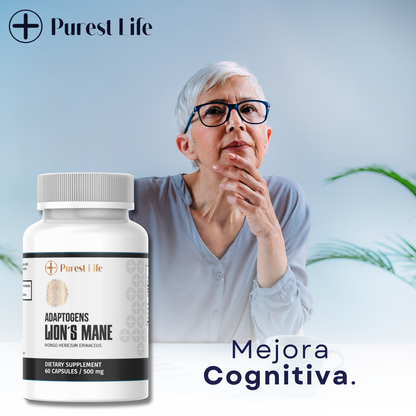 Purest Life
Purest Life
ADAPTOGENS
LION'S MANE
HONGO HERICIUM ERINACEUS
DIETARY SUPPLEMENT
60 CAPSULES / 500 mg
Mejora
Cognitiva.